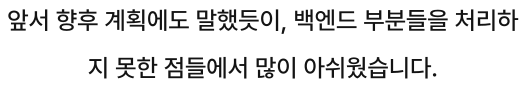 앞서 향후 계획에도 말했듯이, 백엔드 부분들을 처리하
지 못한 점들에서 많이 아쉬웠습니다.